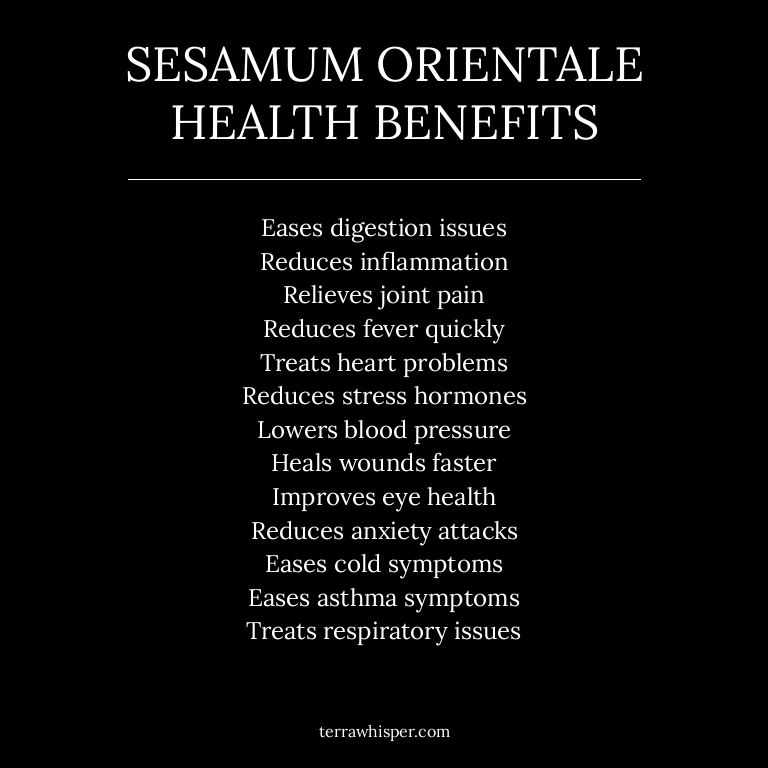 SESAMUM ORIENTALE
HEALTH BENEFITS
Eases digestion issues
Reduces inflammation
Relieves joint pain
Reduces fever quickly
Treats heart problems
Reduces stress hormones
Lowers blood pressure
Heals wounds faster
Improves eye health
Reduces anxiety attacks
Eases cold symptoms
Eases asthma symptoms
Treats respiratory issues
terrawhisper.com